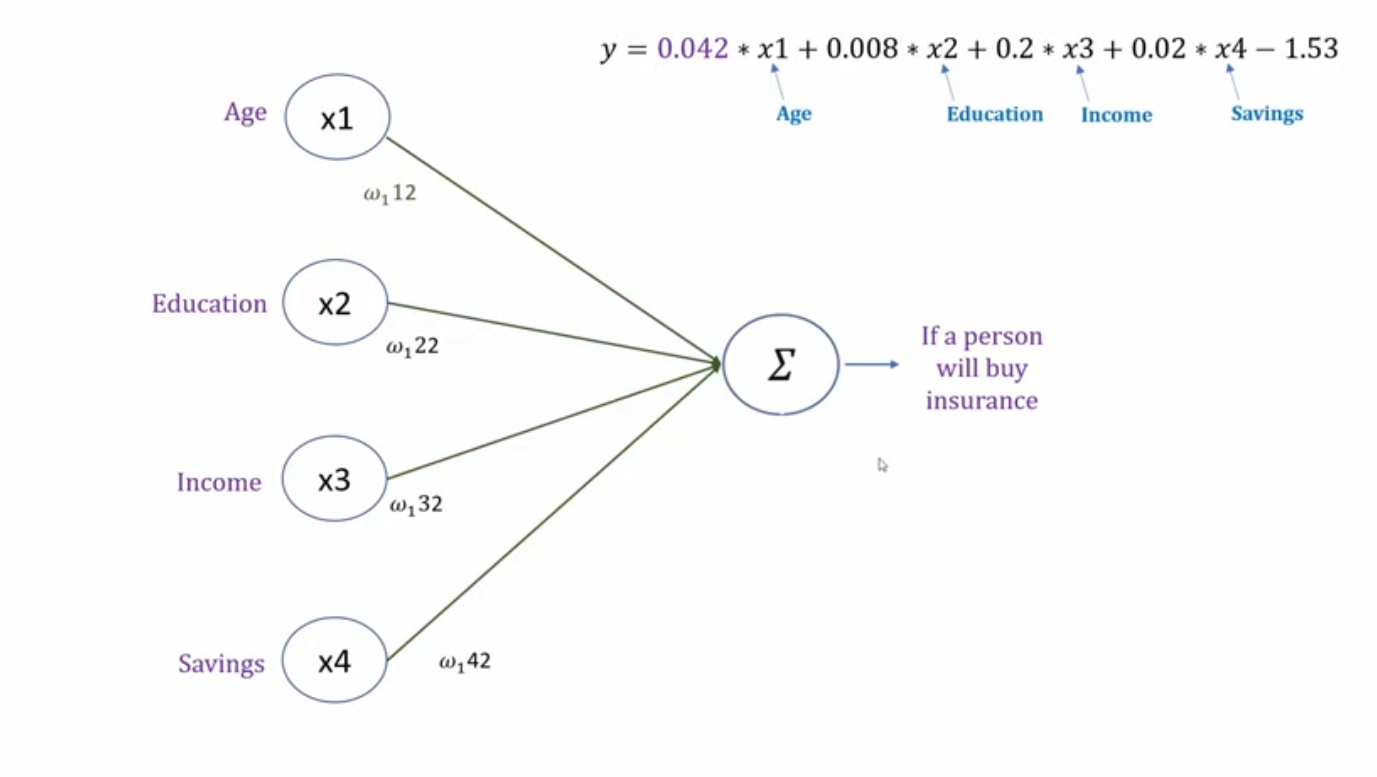 y = 0.042 * x1 + 0.008 * x2 + 0.2 * x3 + 0.02 * x4 − 1.53
Age Education Income Savings
Age x1
ω₁12
Education x2
ω₁22
Σ
If a person
will buy
insurance
Income x3
ω₁32
Savings x4
ω₁42